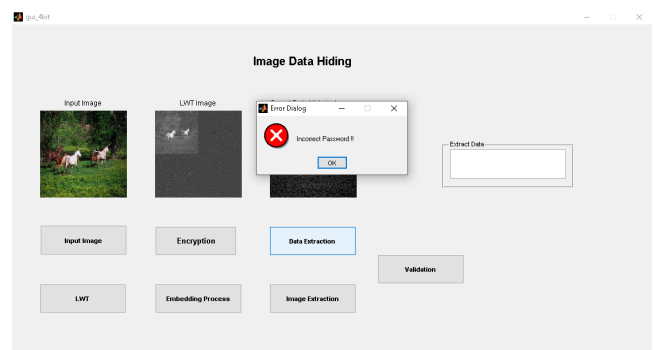 gui_4bit
Image Data Hiding
Input Image
LWT Image
Error Dialog
Incorrect Password !!
OK
Extract Data
Input Image
Encryption
Data Extraction
Validation
LWT
Embedding Process
Image Extraction